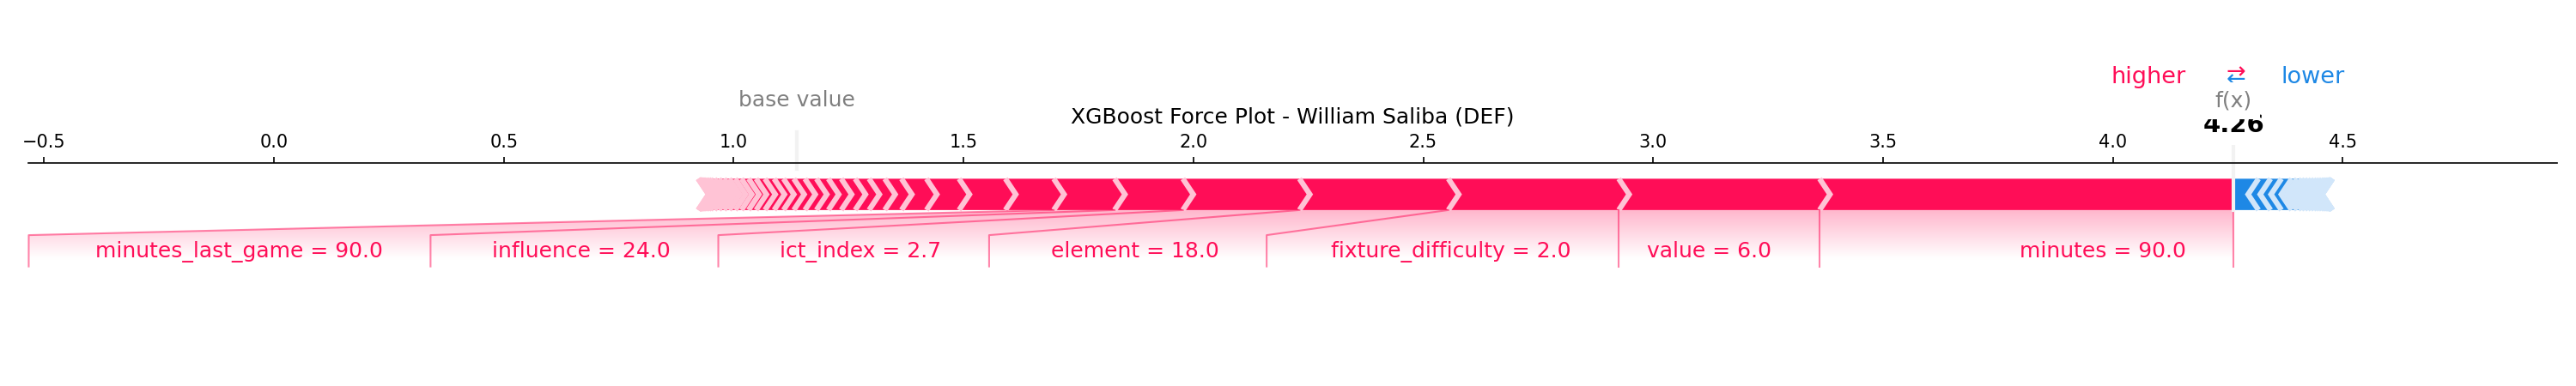 higher ⇄ lower
base value f(x)
XGBoost Force Plot - William Saliba (DEF)
4.26
−0.5 0.0 0.5 1.0 1.5 2.0 2.5 3.0 3.5 4.0 4.5
minutes_last_game = 90.0 influence = 24.0 ict_index = 2.7 element = 18.0 fixture_difficulty = 2.0 value = 6.0 minutes = 90.0